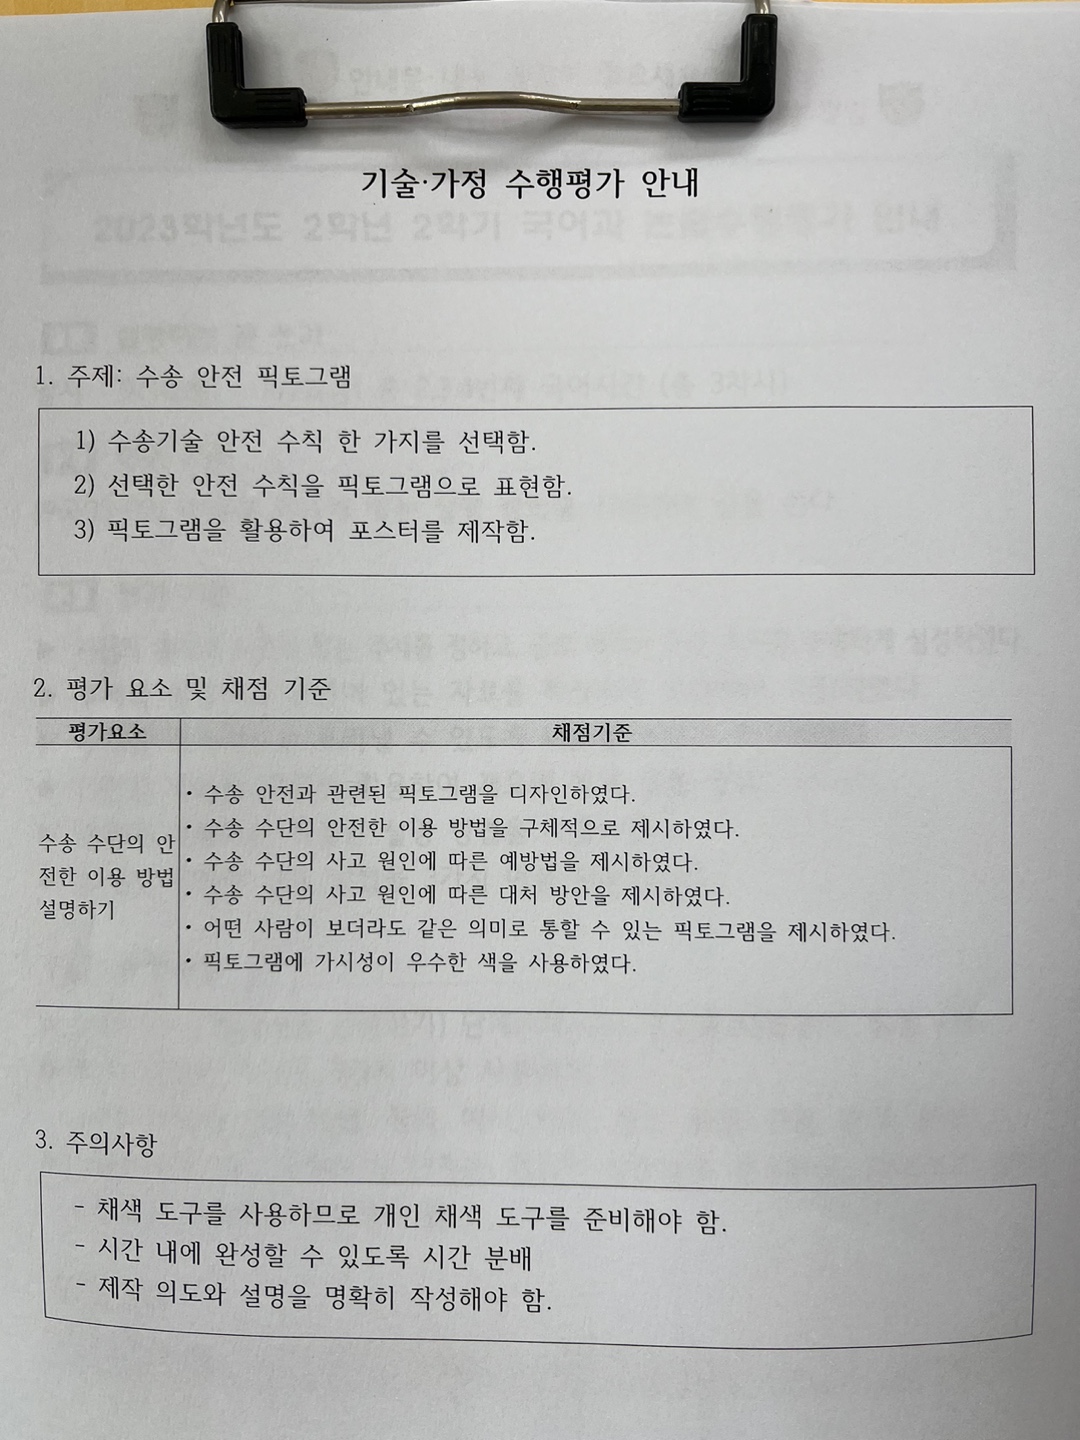 기술·가정 수행평가 안내
1. 주제: 수송 안전 픽토그램
1) 수송기술 안전 수칙 한 가지를 선택함.
2) 선택한 안전 수칙을 픽토그램으로 표현함.
3) 픽토그램을 활용하여 포스터를 제작함.
2. 평가 요소 및 채점 기준
평가요소 채점기준
수송 수단의 안
전한 이용 방법
설명하기
• 수송 안전과 관련된 픽토그램을 디자인하였다.
• 수송 수단의 안전한 이용 방법을 구체적으로 제시하였다.
• 수송 수단의 사고 원인에 따른 예방법을 제시하였다.
• 수송 수단의 사고 원인에 따른 대처 방안을 제시하였다.
• 어떤 사람이 보더라도 같은 의미로 통할 수 있는 픽토그램을 제시하였다.
• 픽토그램에 가시성이 우수한 색을 사용하였다.
3. 주의사항
- 채색 도구를 사용하므로 개인 채색 도구를 준비해야 함.
- 시간 내에 완성할 수 있도록 시간 분배
- 제작 의도와 설명을 명확히 작성해야 함.